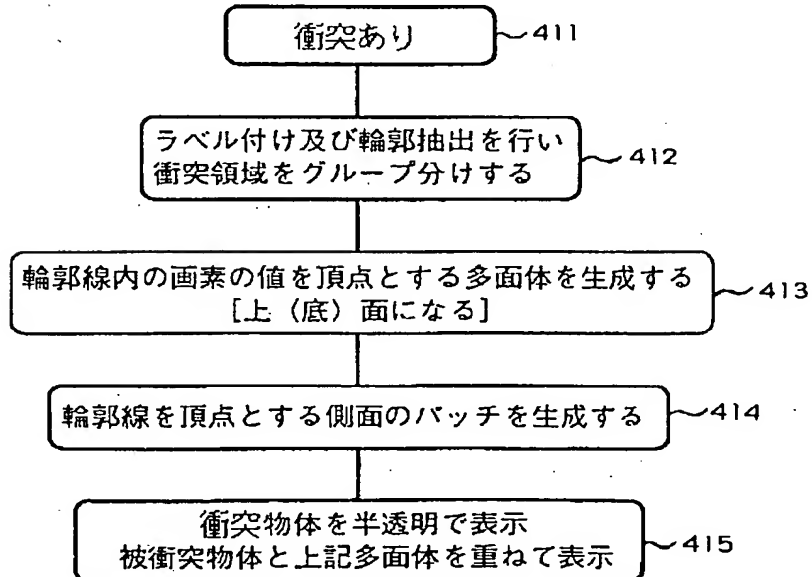 衝突あり
411
ラベル付け及び輪郭抽出を行い
衝突領域をグループ分けする
412
輪郭線内の画素の値を頂点とする多面体を生成する
[上（底）面になる]
413
輪郭線を頂点とする側面のパッチを生成する
414
衝突物体を半透明で表示
被衝突物体と上記多面体を重ねて表示
415